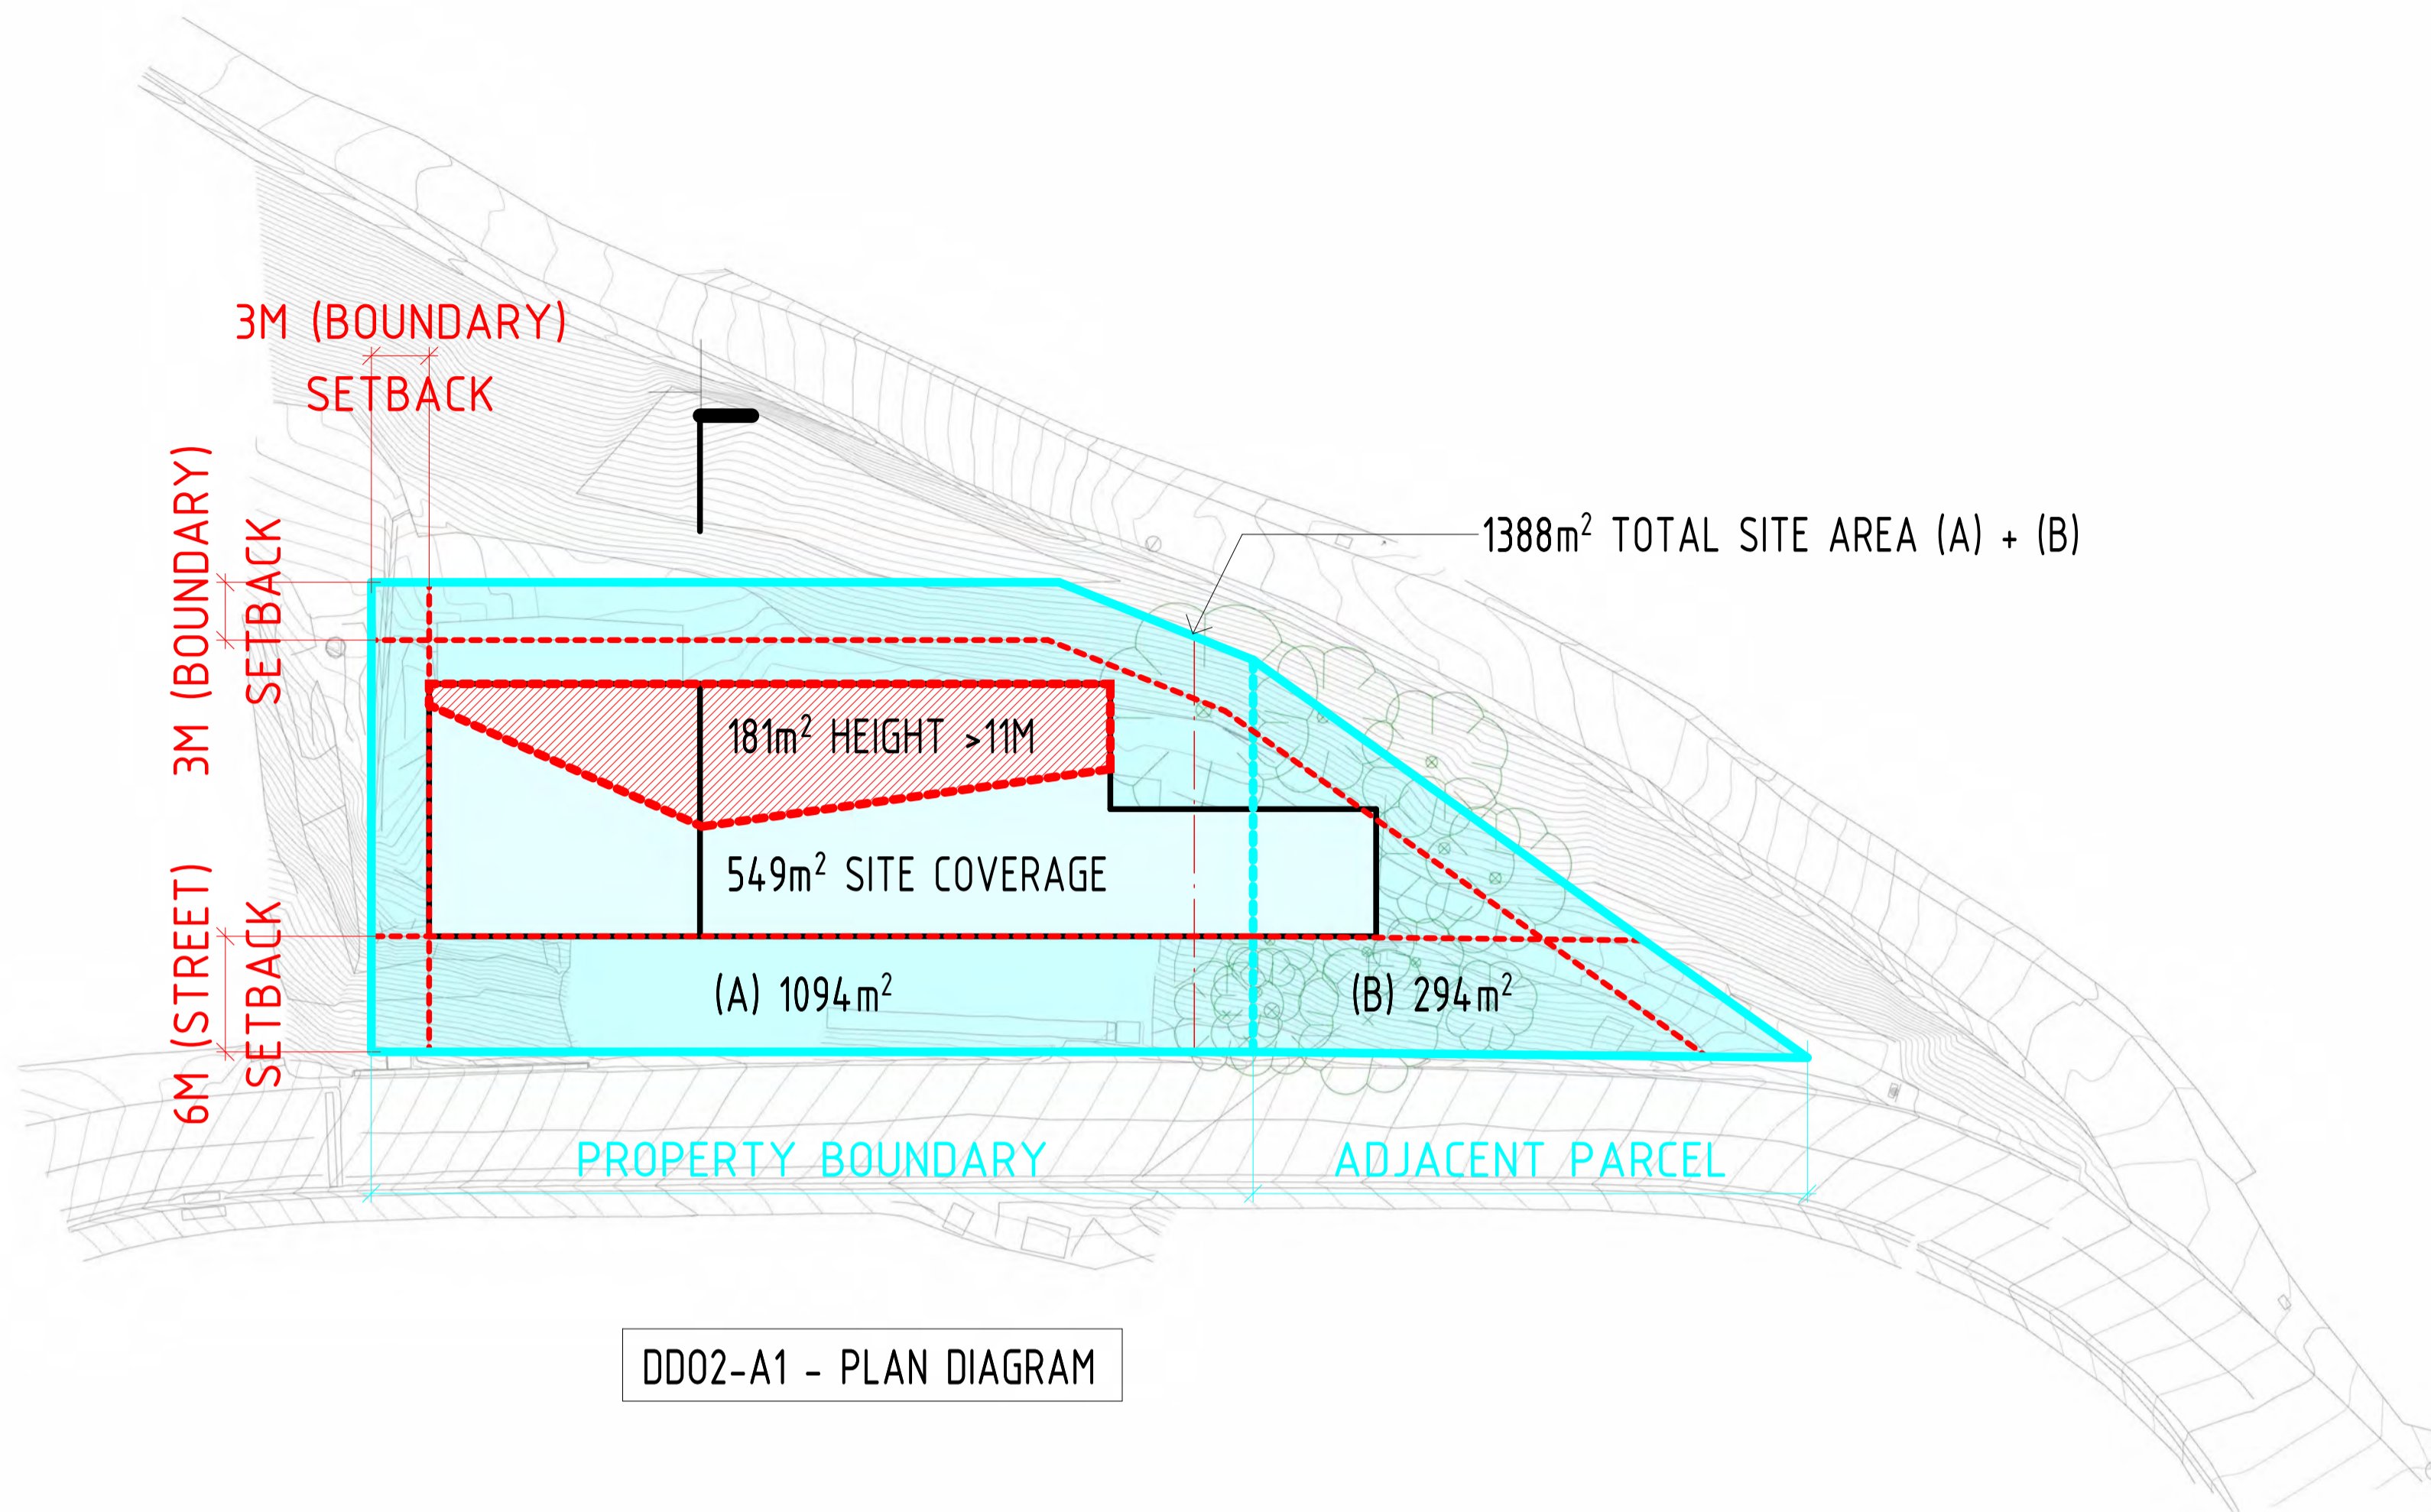 3M (BOUNDARY)
SETBACK
3M (BOUNDARY)
SETBACK
1388m² TOTAL SITE AREA (A) + (B)
181m² HEIGHT >11M
549m² SITE COVERAGE
6M (STREET)
SETBACK
(A) 1094m²
(B) 294m²
PROPERTY BOUNDARY
ADJACENT PARCEL
DD02-A1 - PLAN DIAGRAM